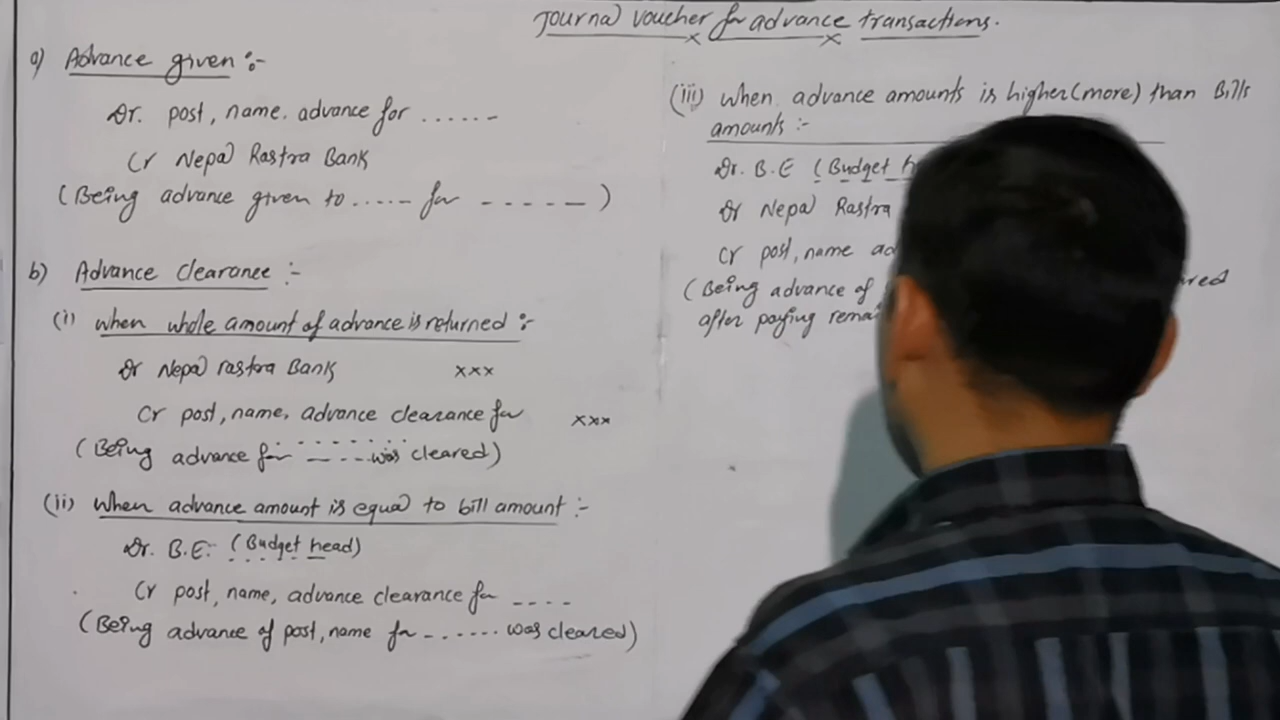 Journal voucher for advance transactions.
a) Advance given :-
Dr. post, name. advance for ......
Cr Nepal Rastra Bank
(Being advance given to ...... for ------)
b) Advance clearance :-
(i) when whole amount of advance is returned :-
Dr Nepal rastra Bank xxx
Cr post, name, advance clearance for xxx
.......
(Being advance for ----- was cleared)
(ii) When advance amount is equal to bill amount :-
Dr. B.E. (Budget head)
Cr post, name, advance clearance for ----
(Being advance of post, name for ------- was cleared)
(iii) when advance amounts is higher(more) than Bills
amounts :-
Dr. B.E (Budget
Dr Nepal Rastra
Cr post, name
(Being advance of
after paying